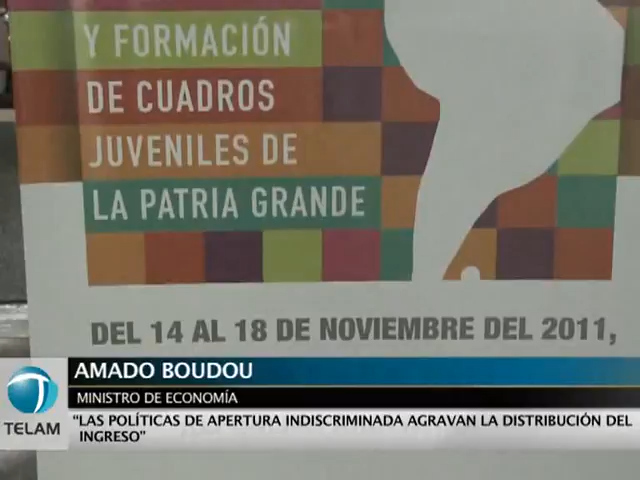 Y FORMACIÓN
DE CUADROS
JUVENILES DE
LA PATRIA GRANDE
DEL 14 AL 18 DE NOVIEMBRE DEL 2011,
AMADO BOUDOU
MINISTRO DE ECONOMÍA
TELAM
"LAS POLÍTICAS DE APERTURA INDISCRIMINADA AGRAVAN LA DISTRIBUCIÓN DEL
INGRESO"